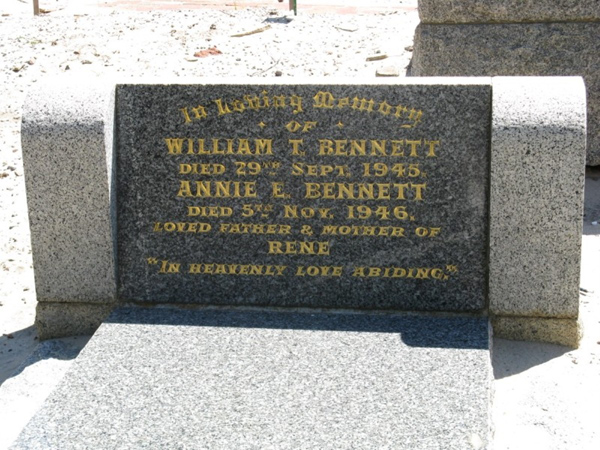 In Loving Memory
• OF •
WILLIAM T. BENNETT
DIED 29TH SEPT. 1945.
ANNIE E. BENNETT
DIED 5TH NOV. 1946.
LOVED FATHER & MOTHER OF
RENE
"IN HEAVENLY LOVE ABIDING."